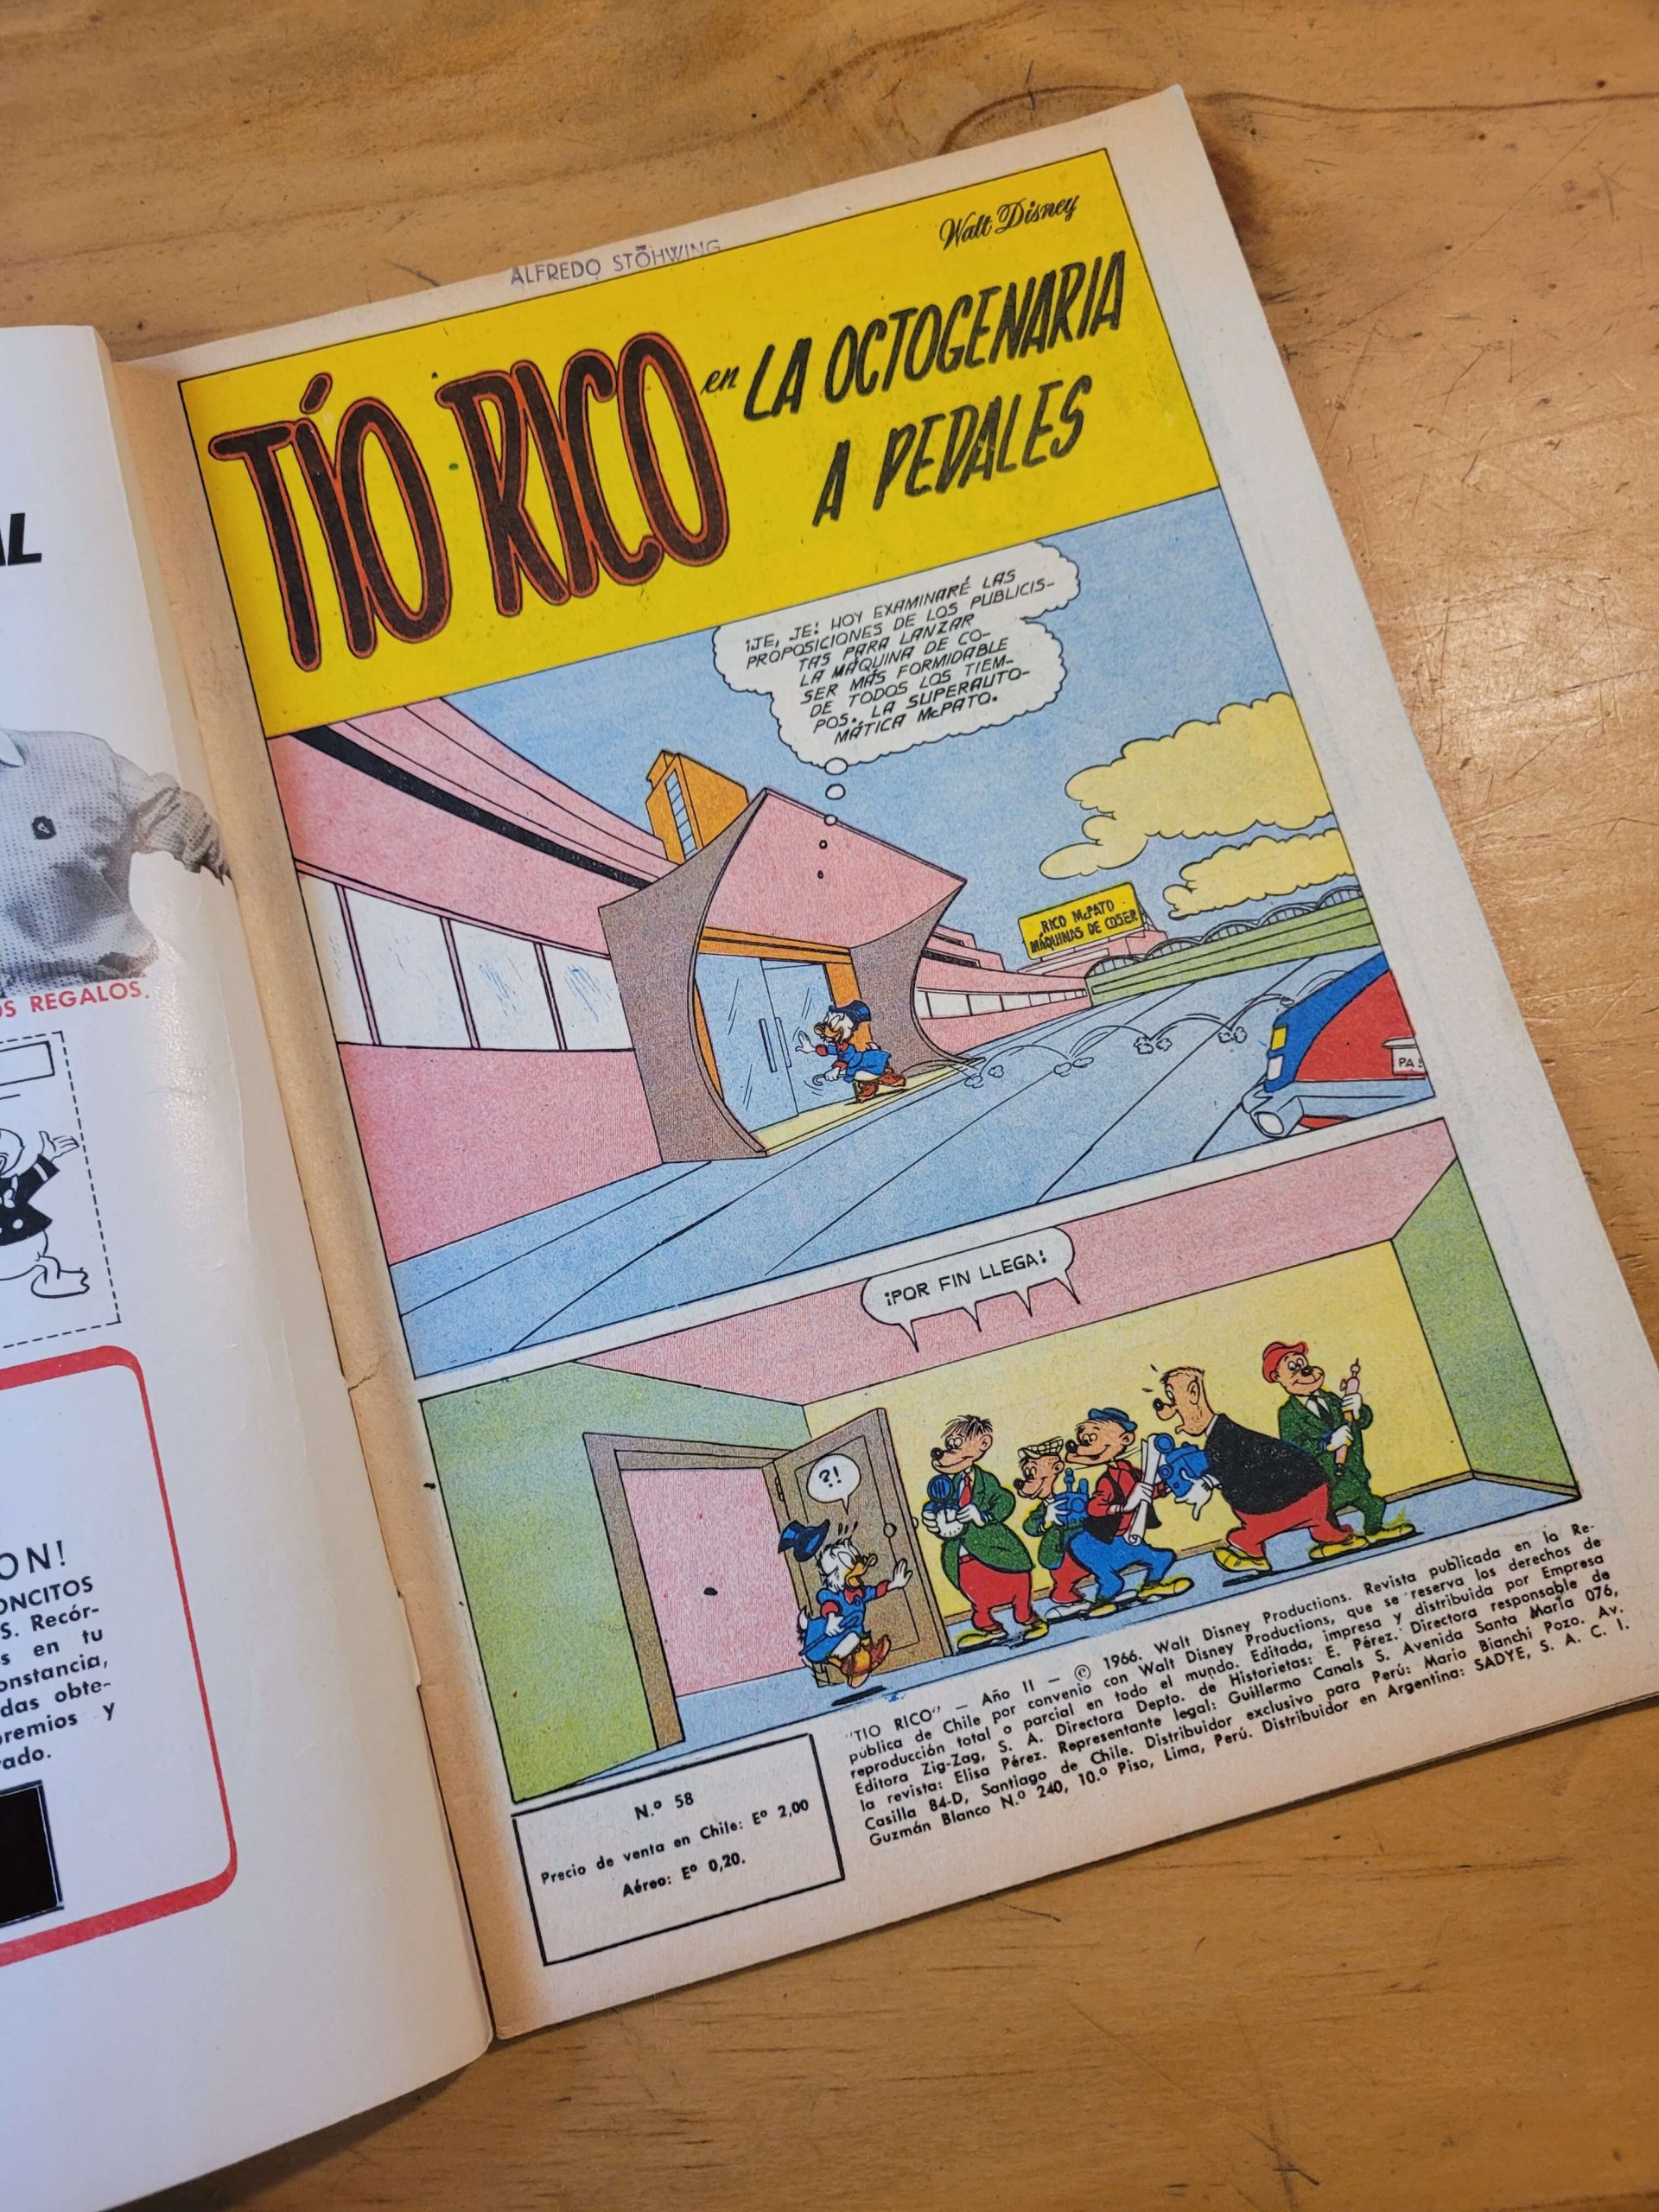 AL
OS REGALOS.
ON!
ONCITOS
S. Recór-
s en tu
onstancia,
das obte-
premios y
ado.
ALFREDO STÖHWING
Walt Disney
TÍO RICO en LA OCTOGENARIA
A PEDALES
¡JE, JE! HOY EXAMINARÉ LAS
PROPOSICIONES DE LOS PUBLICIS-
TAS PARA LANZAR
LA MÁQUINA DE CO-
SER MÁS FORMIDABLE
DE TODOS LOS TIEM-
POS. LA SUPERAUTO-
MÁTICA McPATO.
RICO McPATO
MÁQUINAS DE COSER
PA
¡POR FIN LLEGA!
?!
"TIO RICO" — Año II — © 1966. Walt Disney Productions. Revista publicada en la Re-
pública de Chile por convenio con Walt Disney Productions, que se reserva los derechos de
reproducción total o parcial en todo el mundo. Editada, impresa y distribuida por Empresa
Editora Zig-Zag, S. A. Directora Depto. de Historietas: E. Pérez. Directora responsable de
la revista: Elisa Pérez. Representante legal: Guillermo Canals S. Avenida Santa María 076,
Casilla 84-D, Santiago de Chile. Distribuidor exclusivo para Perú: Mario Bianchi Pozo. Av.
Guzmán Blanco N.º 240, 10.º Piso, Lima, Perú. Distribuidor en Argentina: SADYE, S. A. C. I.
N.º 58
Precio de venta en Chile: Eº 2,00
Aéreo: Eº 0,20.